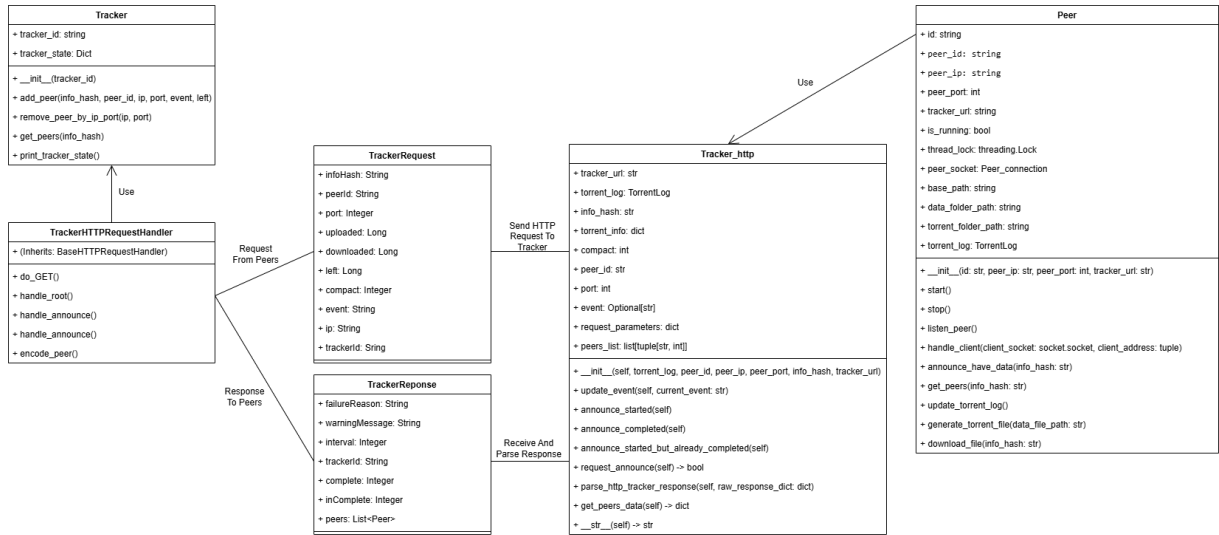 Tracker
+ tracker_id: string
+ tracker_state: Dict
+ __init__(tracker_id)
+ add_peer(info_hash, peer_id, ip, port, event, left)
+ remove_peer_by_ip_port(ip, port)
+ get_peers(info_hash)
+ print_tracker_state()
Use
TrackerHTTPRequestHandler
+ (Inherits: BaseHTTPRequestHandler)
+ do_GET()
+ handle_root()
+ handle_announce()
+ handle_announce()
+ encode_peer()
Request
From Peers
Response
To Peers
TrackerRequest
+ infoHash: String
+ peerId: String
+ port: Integer
+ uploaded: Long
+ downloaded: Long
+ left: Long
+ compact: Integer
+ event: String
+ ip: String
+ trackerId: Sring
TrackerReponse
+ failureReason: String
+ warningMessage: String
+ interval: Integer
+ trackerId: String
+ complete: Integer
+ inComplete: Integer
+ peers: List<Peer>
Send HTTP
Request To
Tracker
Receive And
Parse Response
Tracker_http
+ tracker_url: str
+ torrent_log: TorrentLog
+ info_hash: str
+ torrent_info: dict
+ compact: int
+ peer_id: str
+ port: int
+ event: Optional[str]
+ request_parameters: dict
+ peers_list: list[tuple[str, int]]
+ __init__(self, torrent_log, peer_id, peer_ip, peer_port, info_hash, tracker_url)
+ update_event(self, current_event: str)
+ announce_started(self)
+ announce_completed(self)
+ announce_started_but_already_completed(self)
+ request_announce(self) -> bool
+ parse_http_tracker_response(self, raw_response_dict: dict)
+ get_peers_data(self) -> dict
+ __str__(self) -> str
Use
Peer
+ id: string
+ peer_id: string
+ peer_ip: string
+ peer_port: int
+ tracker_url: string
+ is_running: bool
+ thread_lock: threading.Lock
+ peer_socket: Peer_connection
+ base_path: string
+ data_folder_path: string
+ torrent_folder_path: string
+ torrent_log: TorrentLog
+ __init__(id: str, peer_ip: str, peer_port: int, tracker_url: str)
+ start()
+ stop()
+ listen_peer()
+ handle_client(client_socket: socket.socket, client_address: tuple)
+ announce_have_data(info_hash: str)
+ get_peers(info_hash: str)
+ update_torrent_log()
+ generate_torrent_file(data_file_path: str)
+ download_file(info_hash: str)